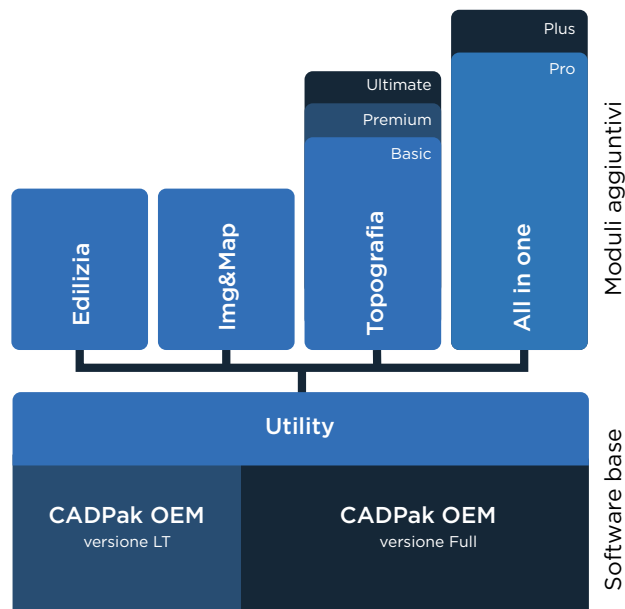 Plus
Pro
Ultimate
Premium
Basic
Edilizia
Img&Map
Topografia
All in one
Moduli aggiuntivi
Utility
CADPak OEM
versione LT
CADPak OEM
versione Full
Software base